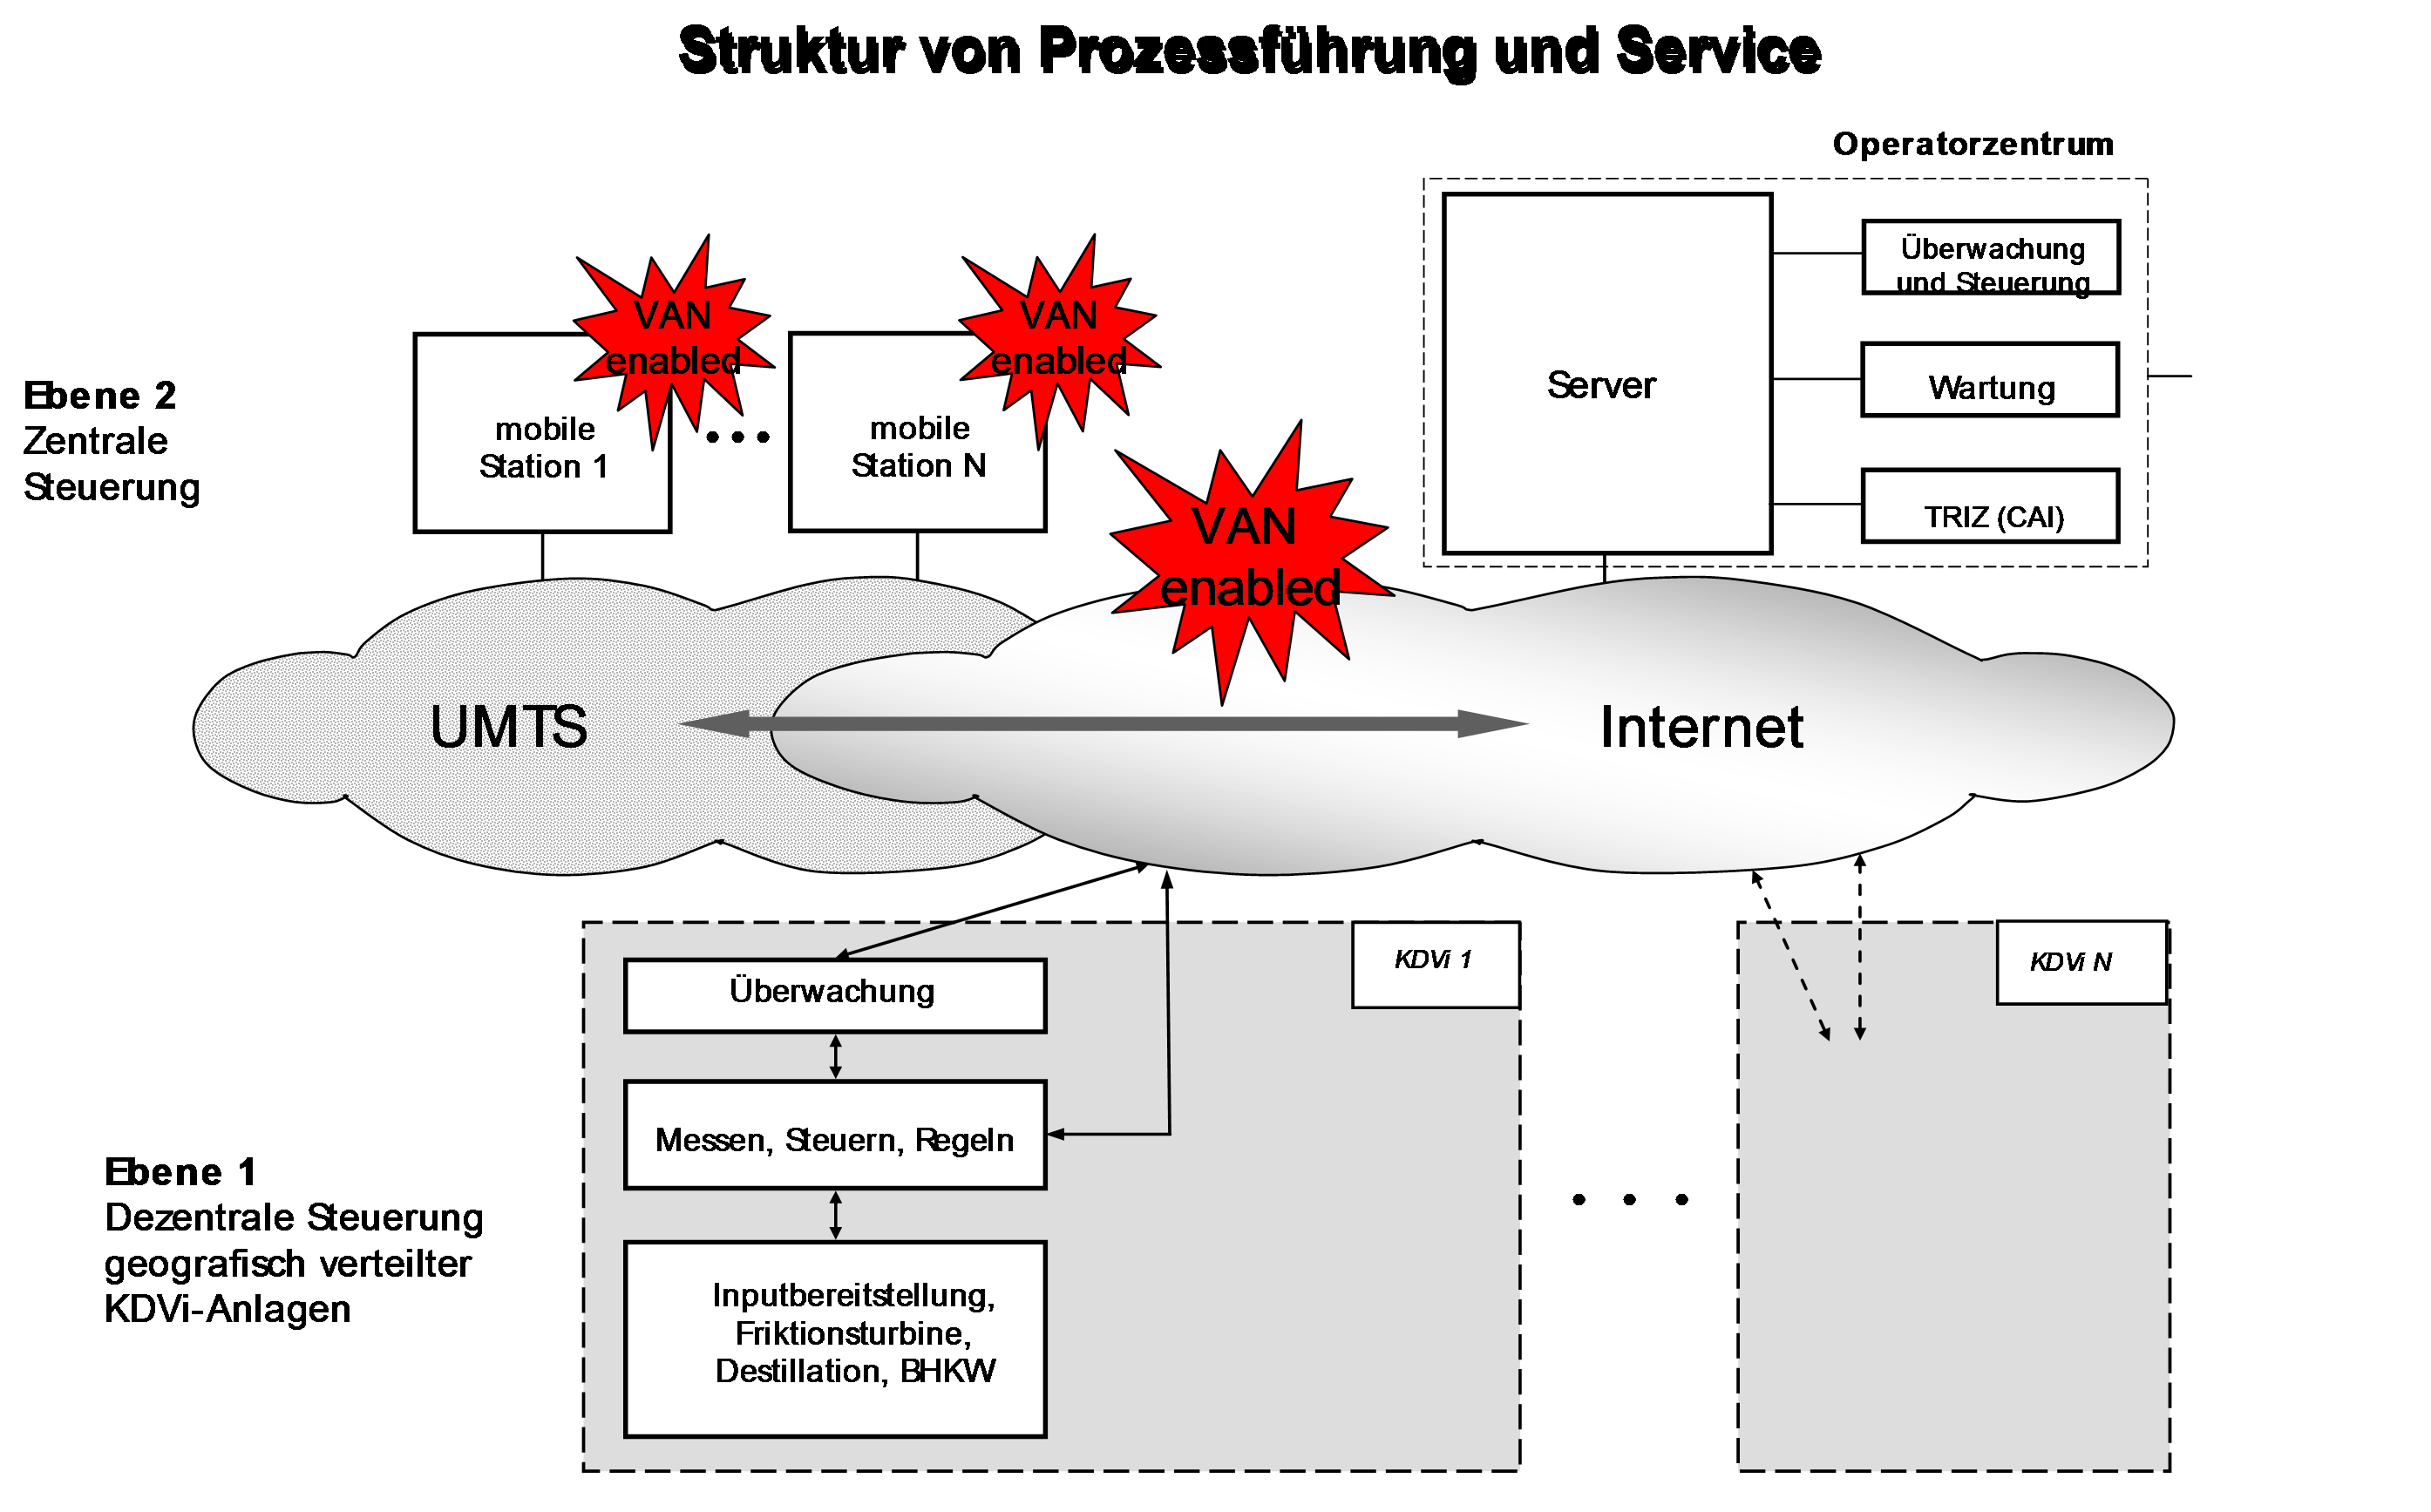 Struktur von Prozessführung und Service
Operatorzentrum
Überwachung
und Steuerung
Server
Wartung
TRIZ (CAI)
VAN
enabled
VAN
enabled
mobile
Station 1
mobile
Station N
Ebene 2
Zentrale
Steuerung
VAN
enabled
UMTS
Internet
KDVi 1
KDVi N
Überwachung
Messen, Steuern, Regeln
Inputbereitstellung,
Friktionsturbine,
Destillation, BHKW
Ebene 1
Dezentrale Steuerung
geografisch verteilter
KDVi-Anlagen